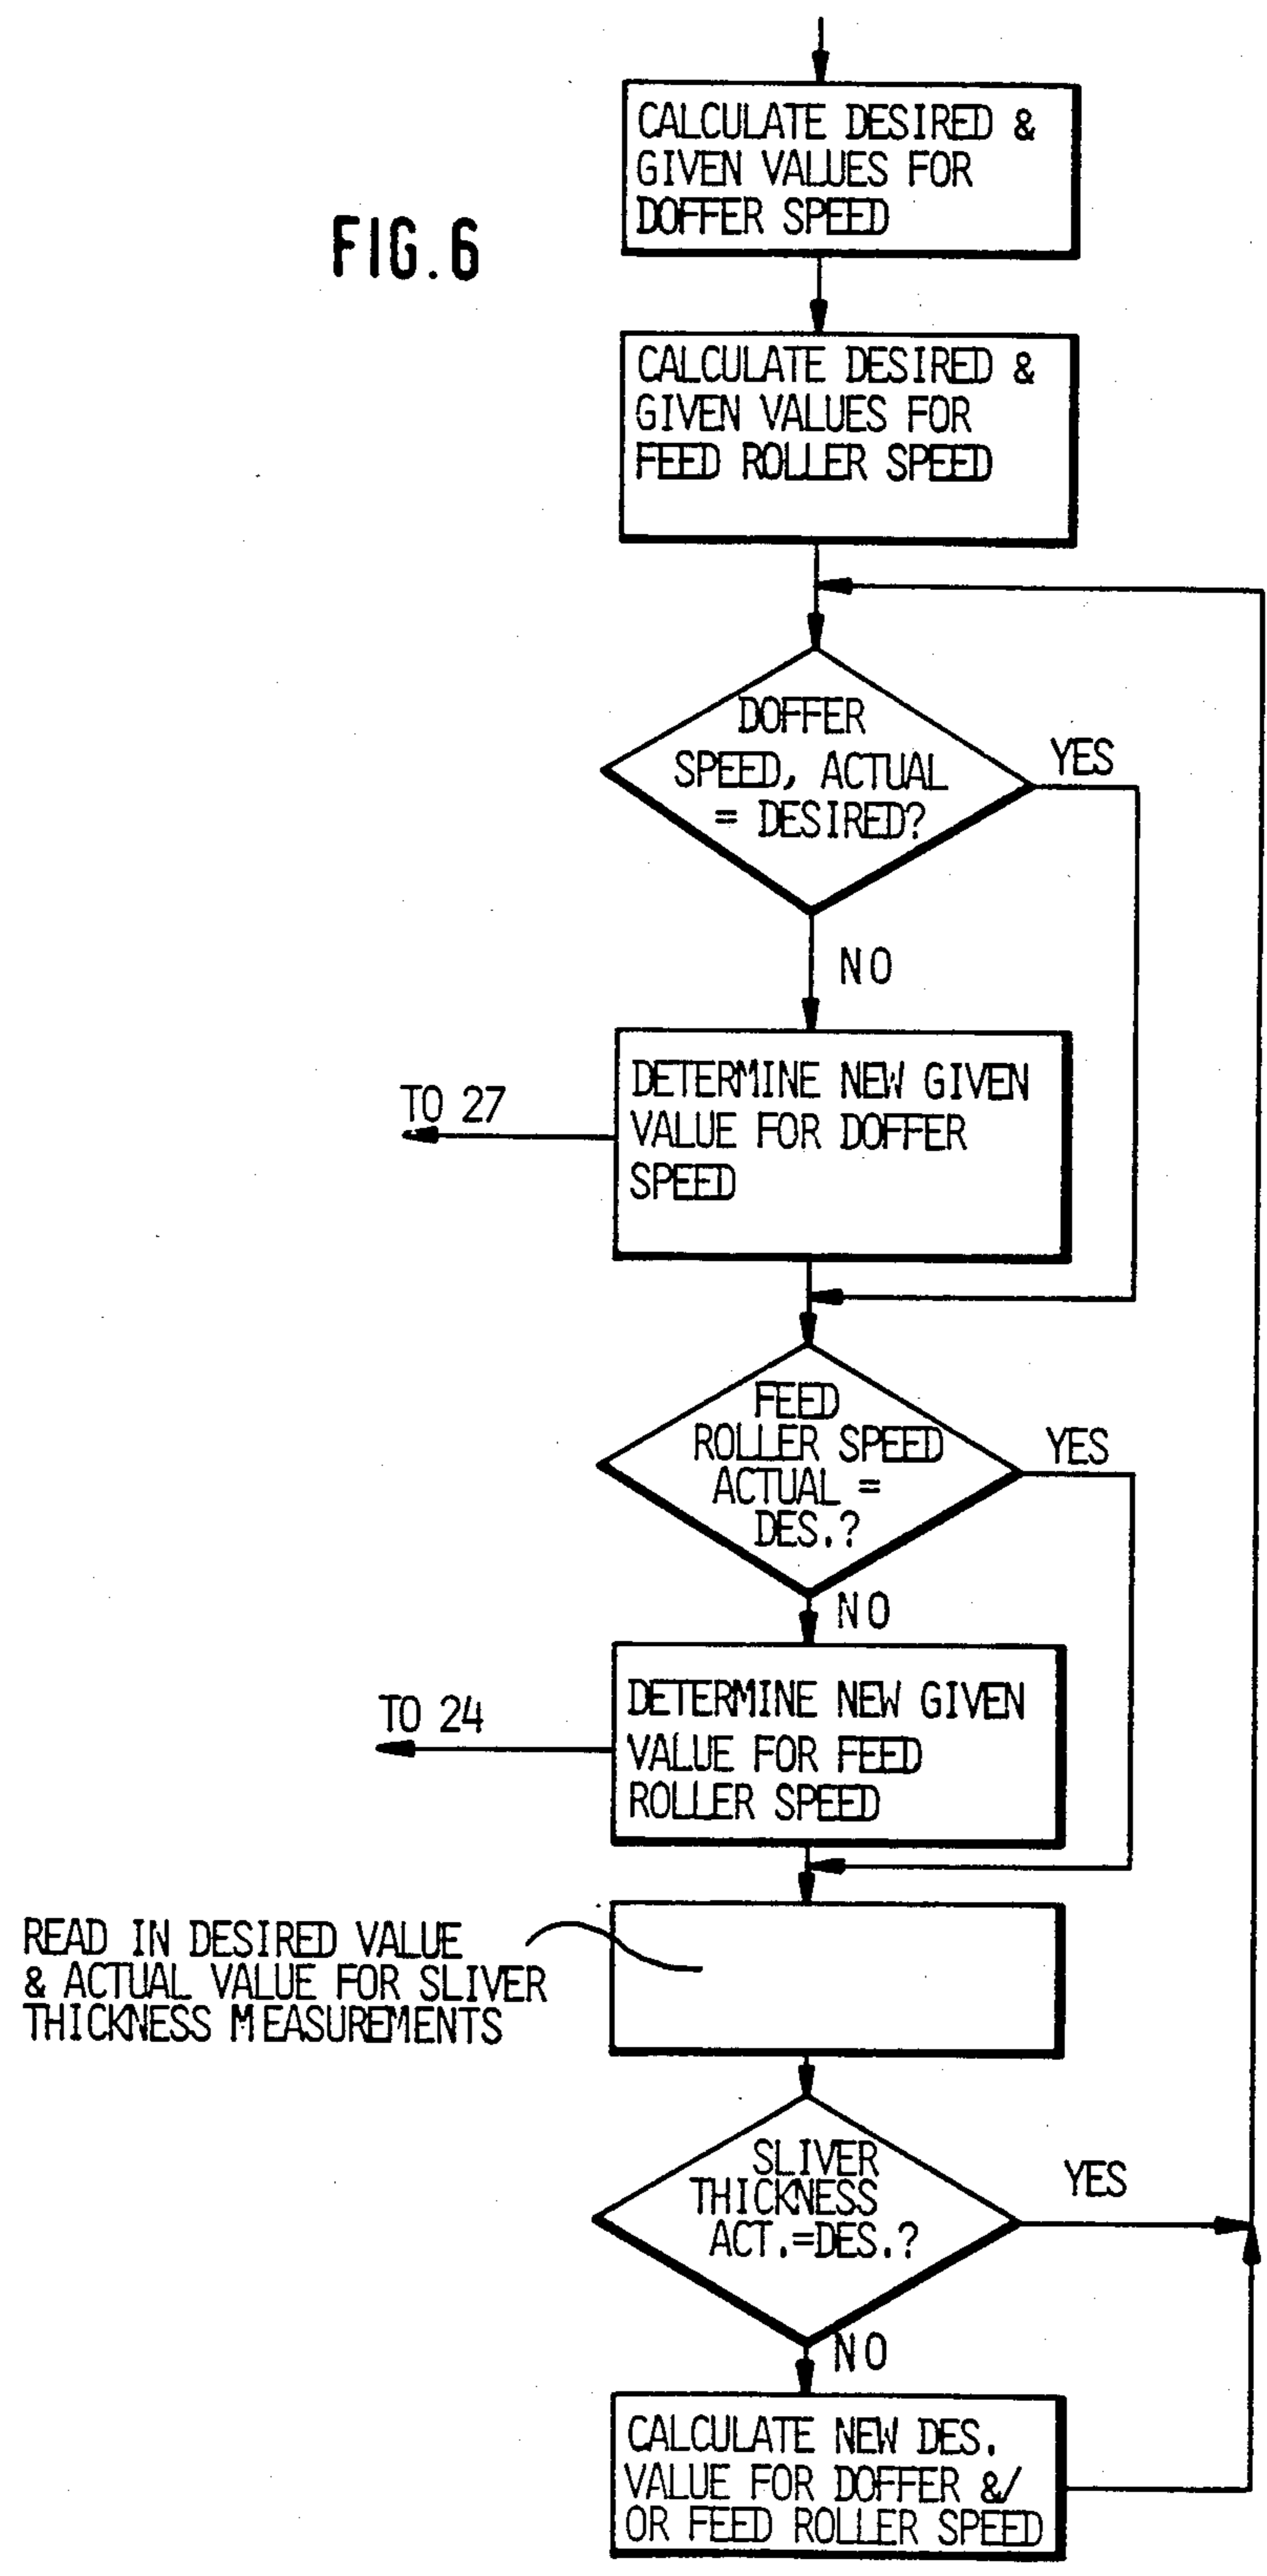 FIG.6
CALCULATE DESIRED &
GIVEN VALUES FOR
DOFFER SPEED
CALCULATE DESIRED &
GIVEN VALUES FOR
FEED ROLLER SPEED
DOFFER
SPEED, ACTUAL
= DESIRED?
YES
NO
DETERMINE NEW GIVEN
VALUE FOR DOFFER
SPEED
TO 27
FEED
ROLLER SPEED
ACTUAL =
DES.?
YES
NO
DETERMINE NEW GIVEN
VALUE FOR FEED
ROLLER SPEED
TO 24
READ IN DESIRED VALUE
& ACTUAL VALUE FOR SLIVER
THICKNESS MEASUREMENTS
SLIVER
THICKNESS
ACT.=DES.?
YES
NO
CALCULATE NEW DES.
VALUE FOR DOFFER &/
OR FEED ROLLER SPEED